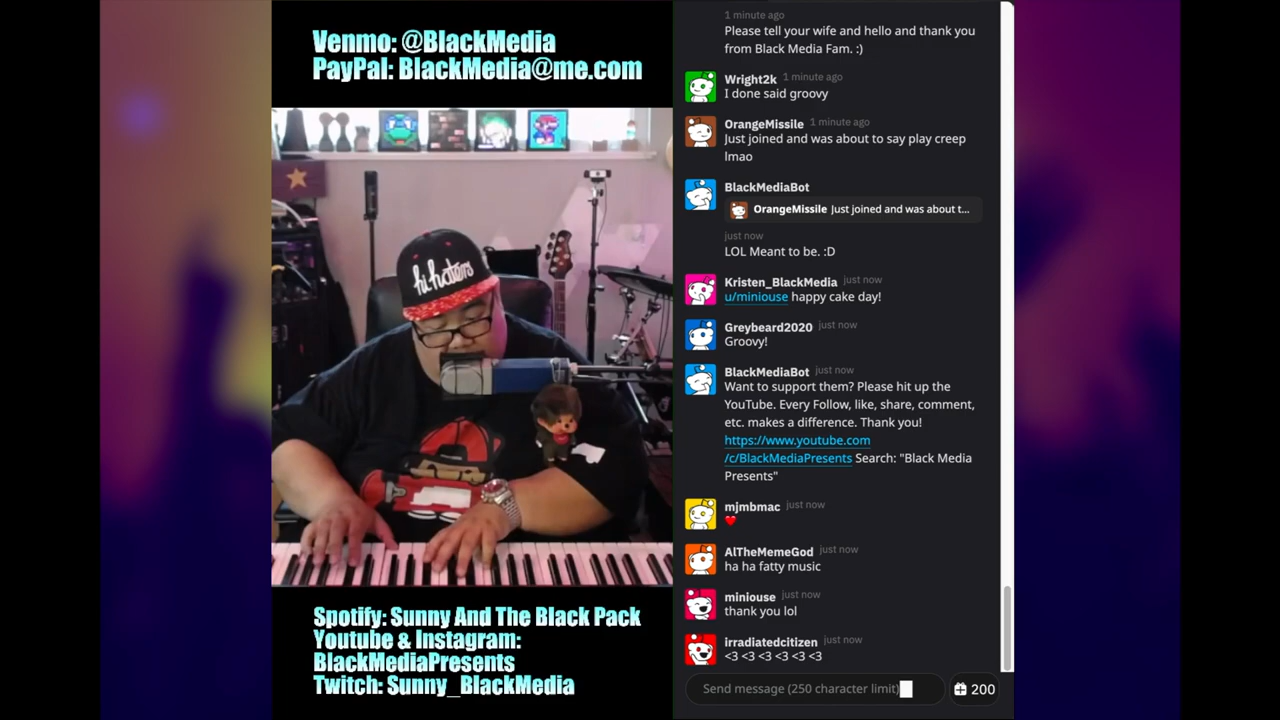 Venmo: @BlackMedia
PayPal: BlackMedia@me.com
hi haters
Spotify: Sunny And The Black Pack
Youtube & Instagram:
BlackMediaPresents
Twitch: Sunny_BlackMedia
1 minute ago
Please tell your wife and hello and thank you
from Black Media Fam. :)
Wright2k 1 minute ago
I done said groovy
OrangeMissile 1 minute ago
Just joined and was about to say play creep
lmao
BlackMediaBot
OrangeMissile Just joined and was about t...
just now
LOL Meant to be. :D
Kristen_BlackMedia just now
u/miniouse happy cake day!
Greybeard2020 just now
Groovy!
BlackMediaBot just now
Want to support them? Please hit up the
YouTube. Every Follow, like, share, comment,
etc. makes a difference. Thank you!
https://www.youtube.com
/c/BlackMediaPresents Search: "Black Media
Presents"
mjmbmac just now
❤️
AlTheMemeGod just now
ha ha fatty music
miniouse just now
thank you lol
irradiatedcitizen just now
<3 <3 <3 <3 <3 <3
Send message (250 character limit)
200